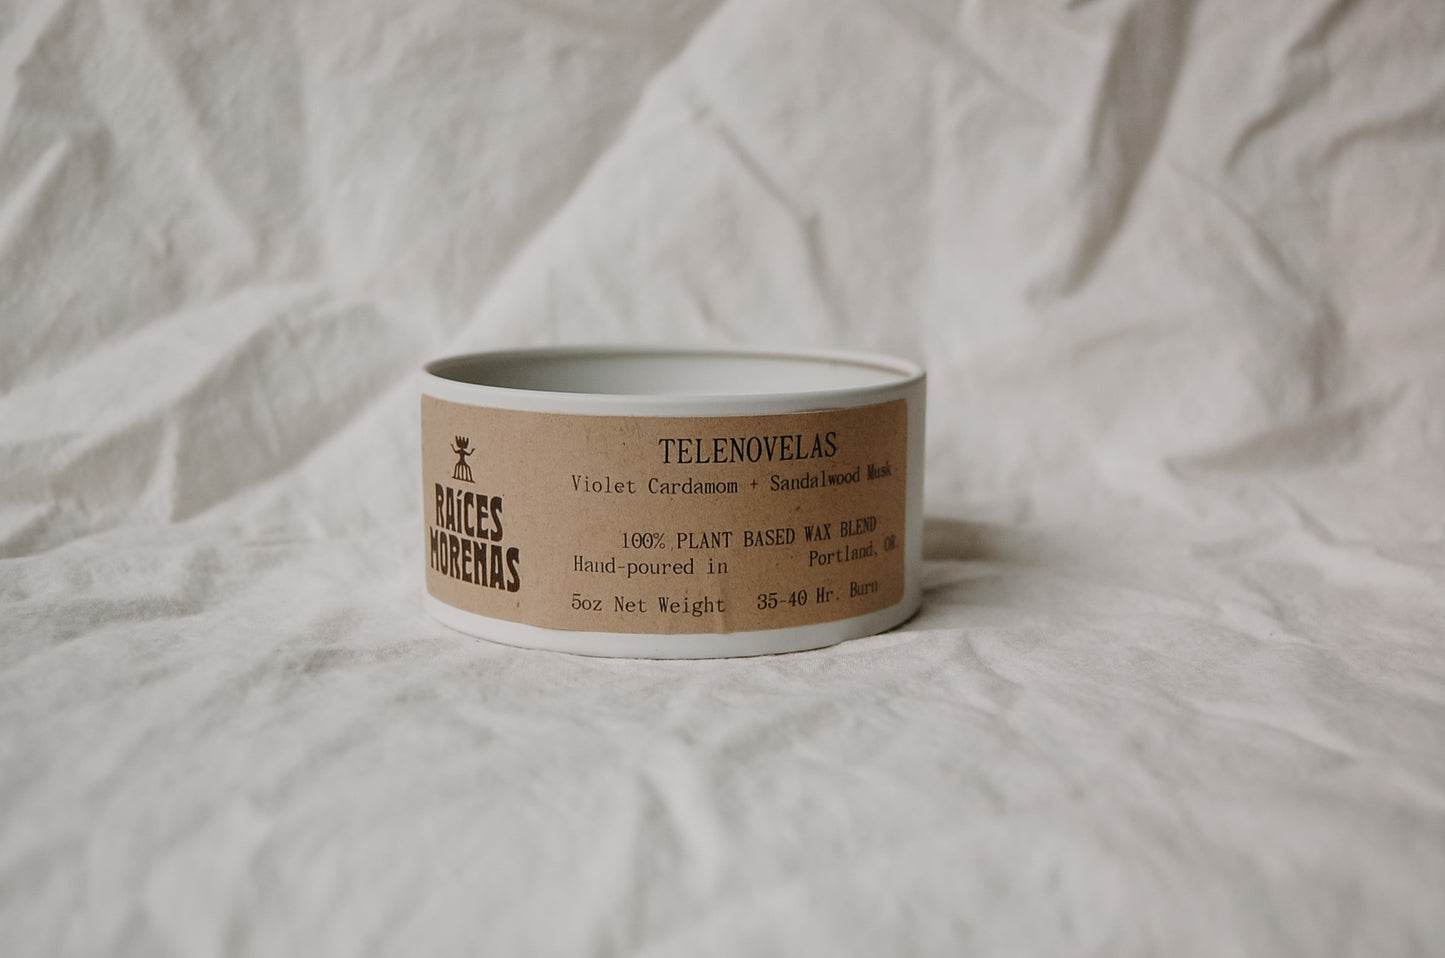 RAÍCES
MORENAS
TELENOVELAS
Violet Cardamom + Sandalwood Musk
100% PLANT BASED WAX BLEND
Hand-poured in Portland, OR.
5oz Net Weight 35-40 Hr. Burn